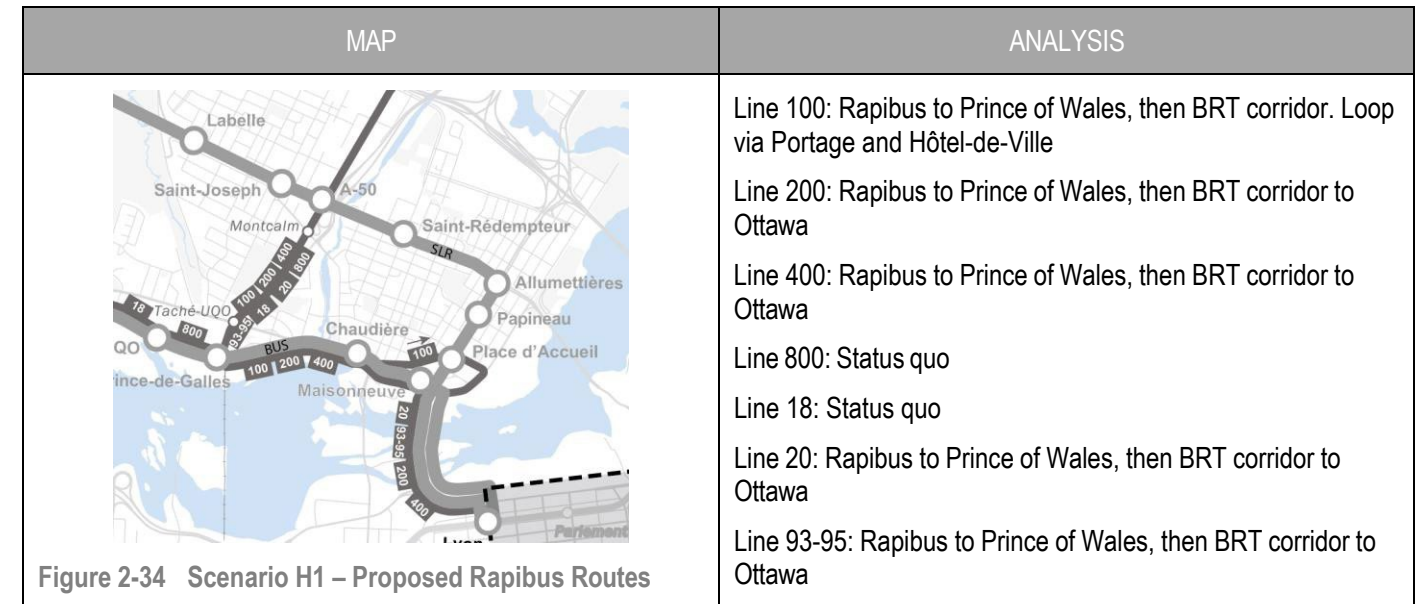 MAP
ANALYSIS
Labelle
Saint-Joseph
A-50
Montcalm
Saint-Rédempteur
SLR
100 | 200 | 400
18 | 20 | 800
93-95
Allumettières
Taché-UQO
18
800
Papineau
Chaudière
QO
BUS
100
Place d'Accueil
100 200 400
ince-de-Galles
Maisonneuve
20 | 93-95 | 200
400
Parlement
Lyon
Figure 2-34 Scenario H1 – Proposed Rapibus Routes
Line 100: Rapibus to Prince of Wales, then BRT corridor. Loop
via Portage and Hôtel-de-Ville
Line 200: Rapibus to Prince of Wales, then BRT corridor to
Ottawa
Line 400: Rapibus to Prince of Wales, then BRT corridor to
Ottawa
Line 800: Status quo
Line 18: Status quo
Line 20: Rapibus to Prince of Wales, then BRT corridor to
Ottawa
Line 93-95: Rapibus to Prince of Wales, then BRT corridor to
Ottawa